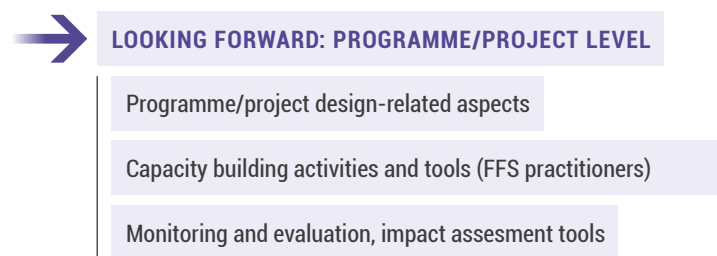 LOOKING FORWARD: PROGRAMME/PROJECT LEVEL
Programme/project design-related aspects
Capacity building activities and tools (FFS practitioners)
Monitoring and evaluation, impact assesment tools